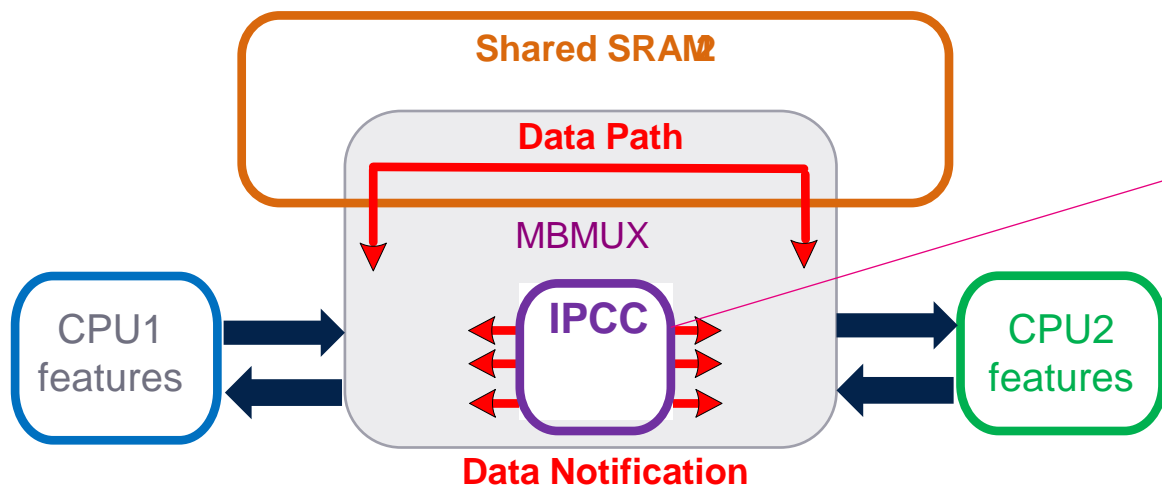 Shared SRAM2
Data Path
MBMUX
IPCC
CPU1
features
CPU2
features
Data Notification